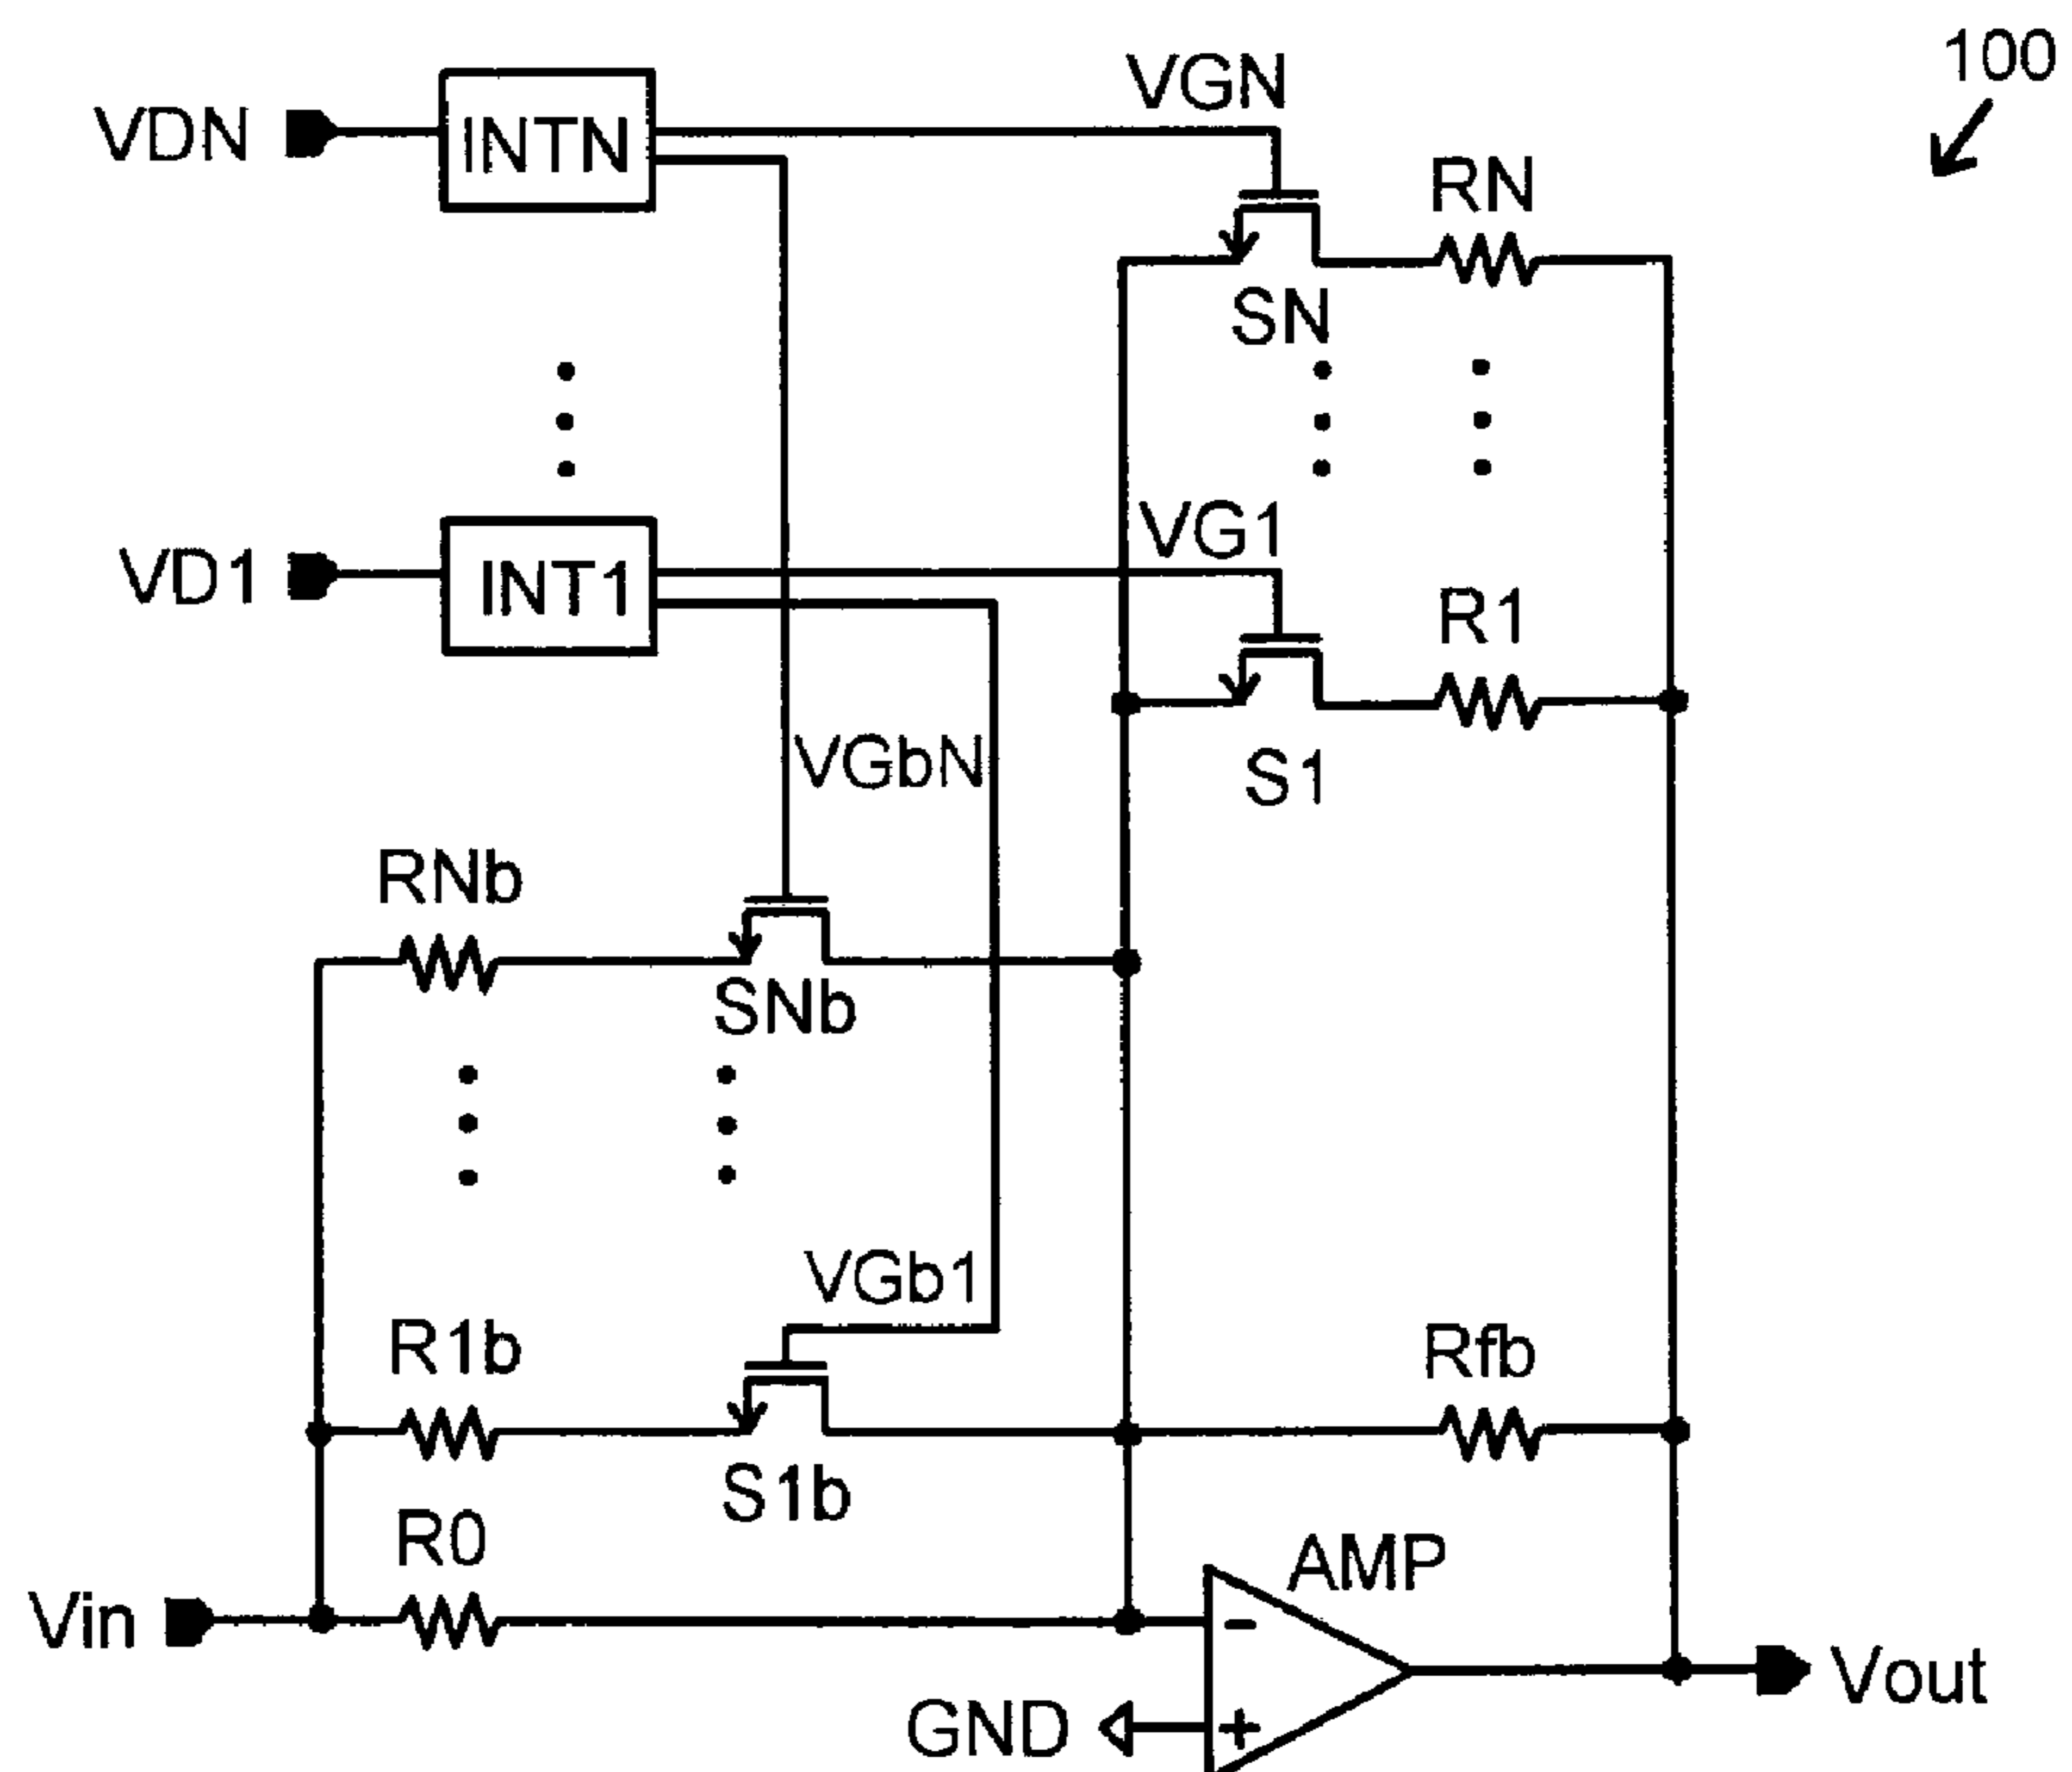 100
VGN
VDN
INTN
RN
SN
VG1
VD1
INT1
R1
S1
VGbN
RNb
SNb
VGb1
R1b
Rfb
S1b
R0
AMP
Vin
-
Vout
GND
+